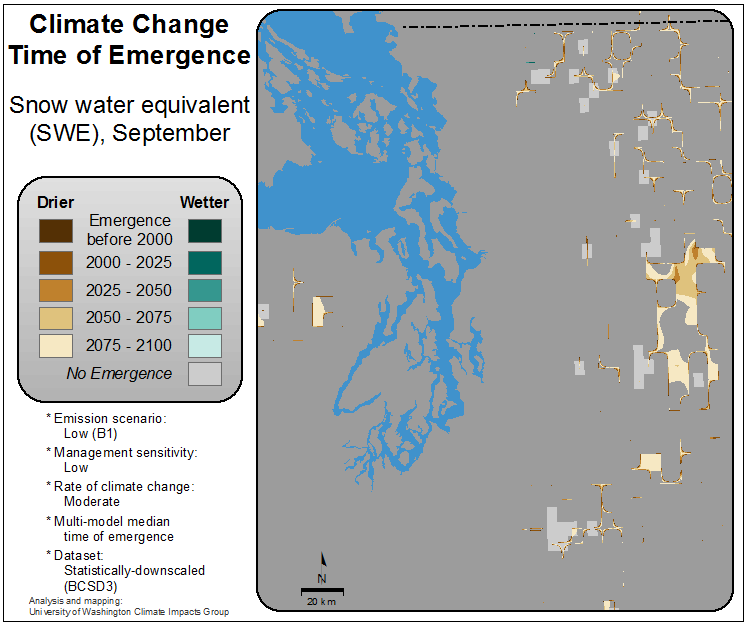 Climate Change
Time of Emergence
Snow water equivalent
(SWE), September
Drier Wetter
Emergence
before 2000
2000 - 2025
2025 - 2050
2050 - 2075
2075 - 2100
No Emergence
* Emission scenario:
Low (B1)
* Management sensitivity:
Low
* Rate of climate change:
Moderate
* Multi-model median
time of emergence
* Dataset:
Statistically-downscaled
(BCSD3)
Analysis and mapping:
University of Washington Climate Impacts Group
N
20 km